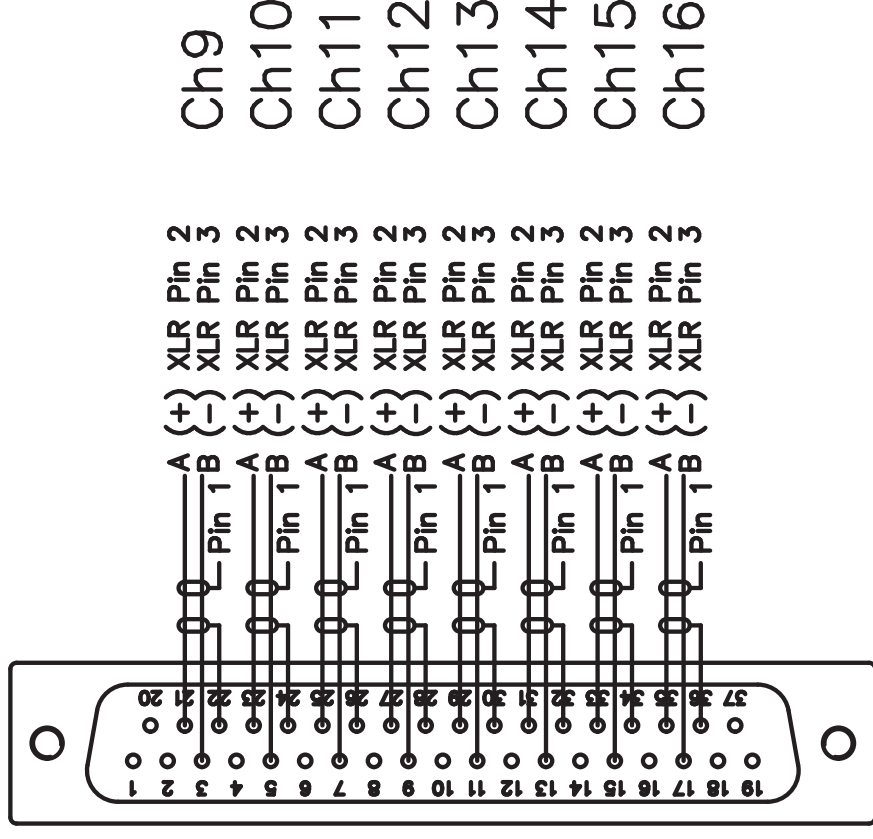 A (+) XLR Pin 2
B (-) XLR Pin 3
Pin 1
Ch9
A (+) XLR Pin 2
B (-) XLR Pin 3
Pin 1
Ch10
A (+) XLR Pin 2
B (-) XLR Pin 3
Pin 1
Ch11
A (+) XLR Pin 2
B (-) XLR Pin 3
Pin 1
Ch12
A (+) XLR Pin 2
B (-) XLR Pin 3
Pin 1
Ch13
A (+) XLR Pin 2
B (-) XLR Pin 3
Pin 1
Ch14
A (+) XLR Pin 2
B (-) XLR Pin 3
Pin 1
Ch15
A (+) XLR Pin 2
B (-) XLR Pin 3
Pin 1
Ch16
20 21 22 23 24 25 26 27 28 29 30 31 32 33 34 35 36 37
1 2 3 4 5 6 7 8 9 10 11 12 13 14 15 16 17 18 19